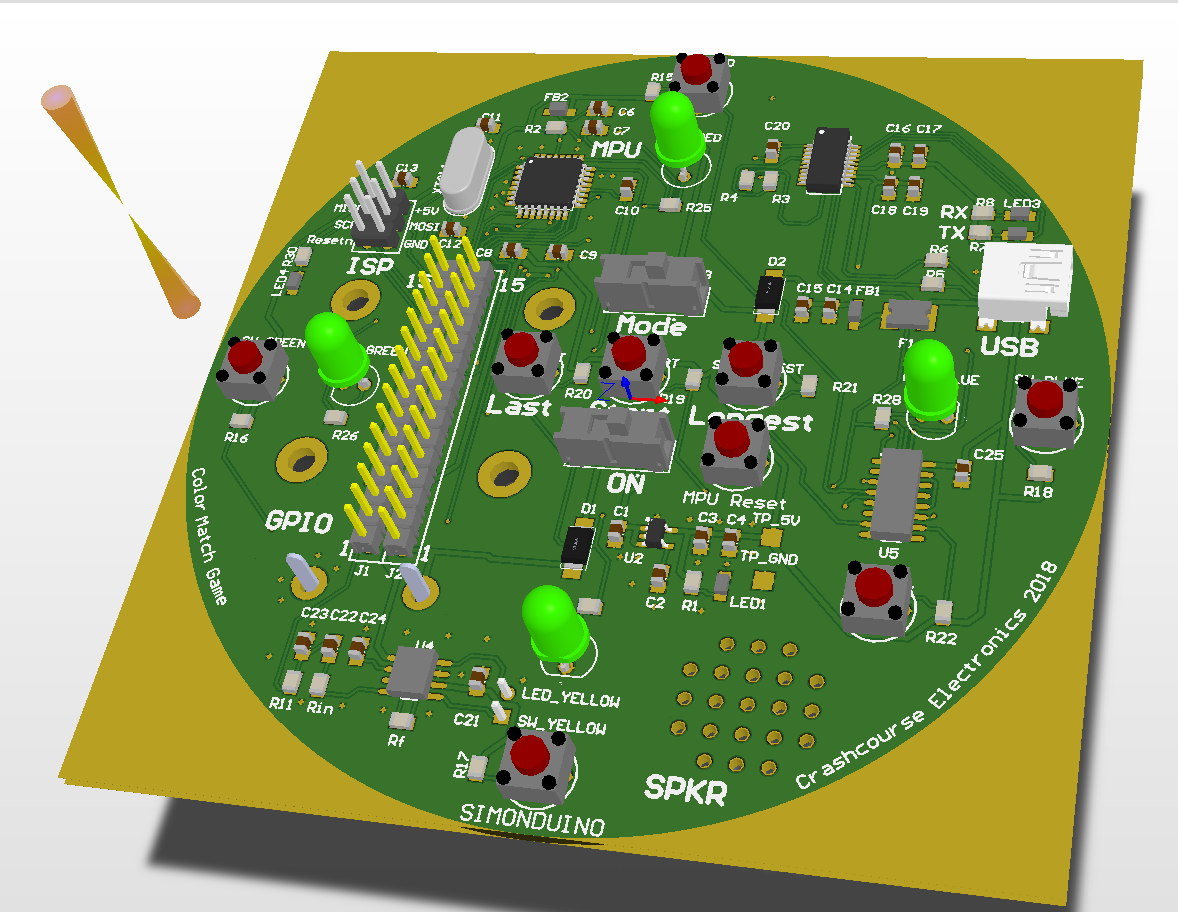 R15
FB2
C6
C11
R2
C7
MPU
C20
C16 C17
C13
C10
R25
R4
R3
C18 C19
R8 LED3
RX
TX
+5V
MOSI
GND
C12
Resetn
ISP
R30
LED4
C8
C9
15
D2
R6
R5
C15 C14 FB1
F1
USB
Mode
GREEN
R20
R21
R28
Last
Longest
R16
R26
R18
C25
ON
MPU Reset
GPIO
D1
C1
C3 C4 TP_5V
U2
TP_GND
U5
1
1
J1
J2
C2
R1
LED1
R22
C23 C22 C24
U4
LED_YELLOW
R11
Rin
C21
SW_YELLOW
Rf
R17
SPKR
SIMONDUINO
Color Match Game
Crashcourse Electronics 2018